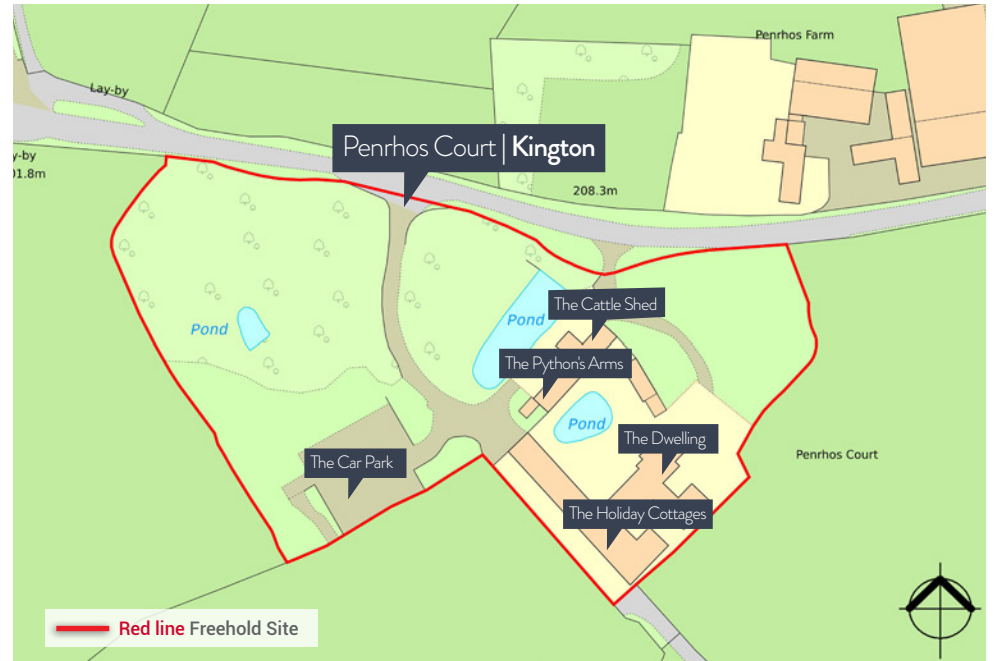 Penrhos Farm
Lay-by
Penrhos Court | Kington
y-by
01.8m
208.3m
The Cattle Shed
Pond
Pond
The Python's Arms
Pond
The Dwelling
Penrhos Court
The Car Park
The Holiday Cottages
Red line Freehold Site